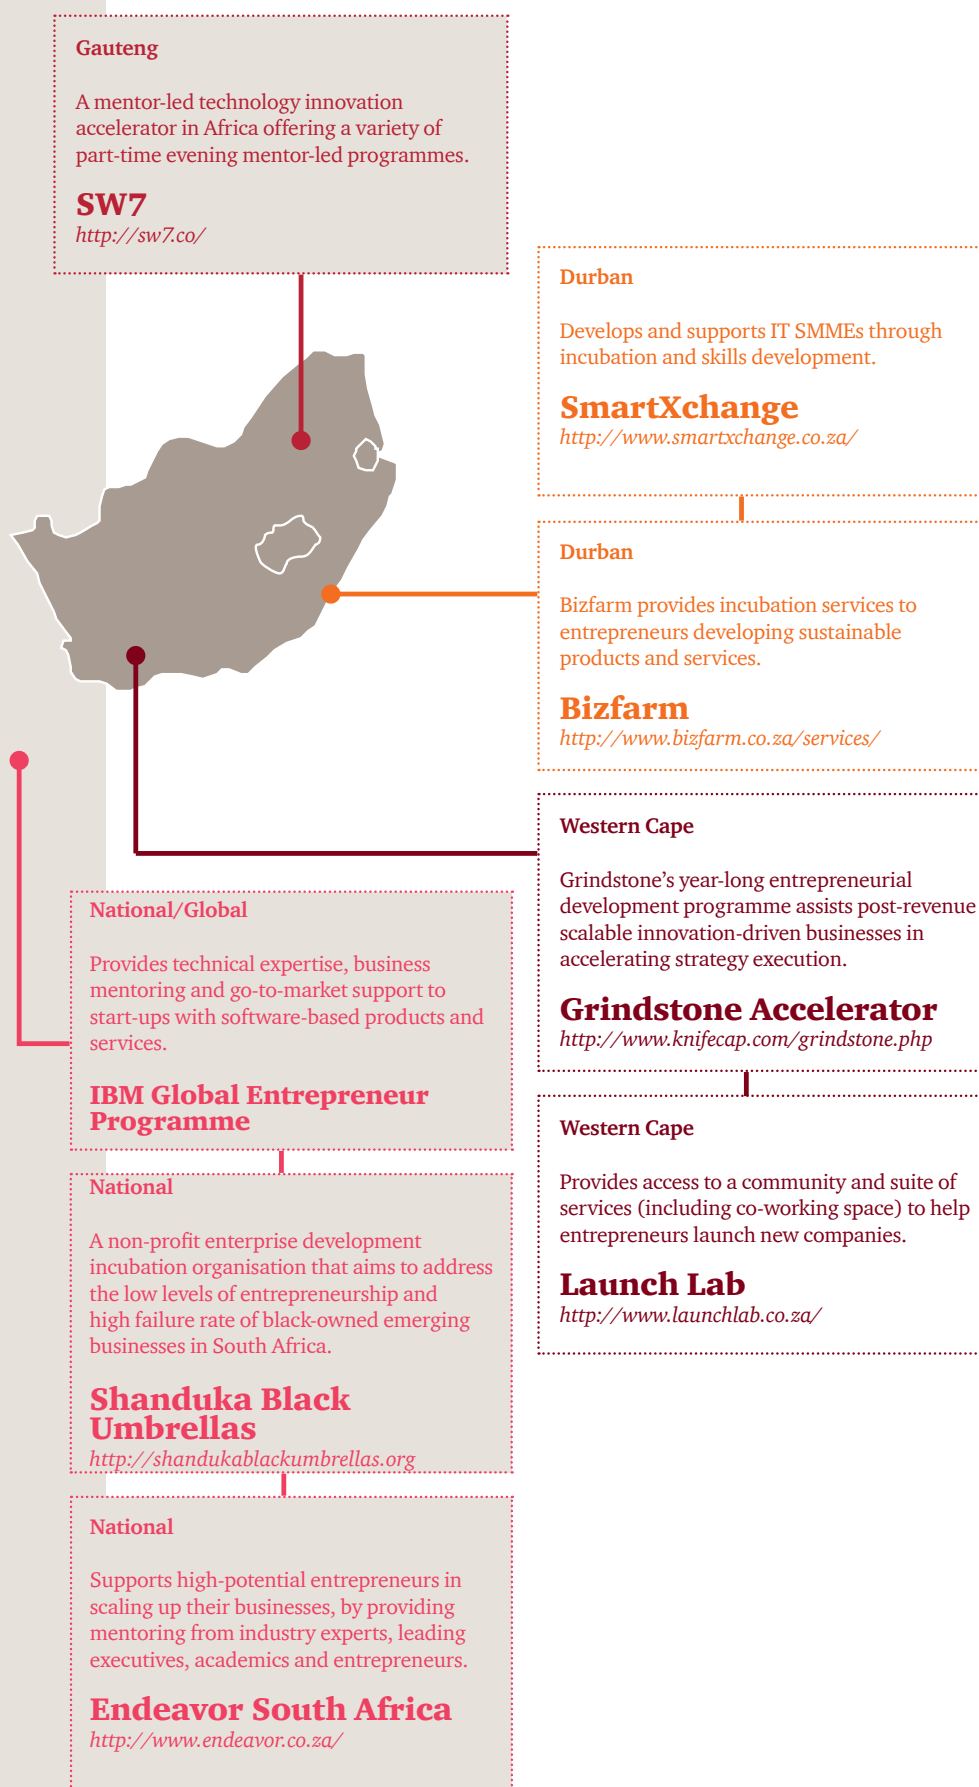 Gauteng
A mentor-led technology innovation
accelerator in Africa offering a variety of
part-time evening mentor-led programmes.
SW7
http://sw7.co/
Durban
Develops and supports IT SMMEs through
incubation and skills development.
SmartXchange
http://www.smartxchange.co.za/
Durban
Bizfarm provides incubation services to
entrepreneurs developing sustainable
products and services.
Bizfarm
http://www.bizfarm.co.za/services/
Western Cape
Grindstone’s year-long entrepreneurial
development programme assists post-revenue
scalable innovation-driven businesses in
accelerating strategy execution.
Grindstone Accelerator
http://www.knifecap.com/grindstone.php
Western Cape
Provides access to a community and suite of
services (including co-working space) to help
entrepreneurs launch new companies.
Launch Lab
http://www.launchlab.co.za/
National/Global
Provides technical expertise, business
mentoring and go-to-market support to
start-ups with software-based products and
services.
IBM Global Entrepreneur
Programme
National
A non-profit enterprise development
incubation organisation that aims to address
the low levels of entrepreneurship and
high failure rate of black-owned emerging
businesses in South Africa.
Shanduka Black
Umbrellas
http://shandukablackumbrellas.org
National
Supports high-potential entrepreneurs in
scaling up their businesses, by providing
mentoring from industry experts, leading
executives, academics and entrepreneurs.
Endeavor South Africa
http://www.endeavor.co.za/